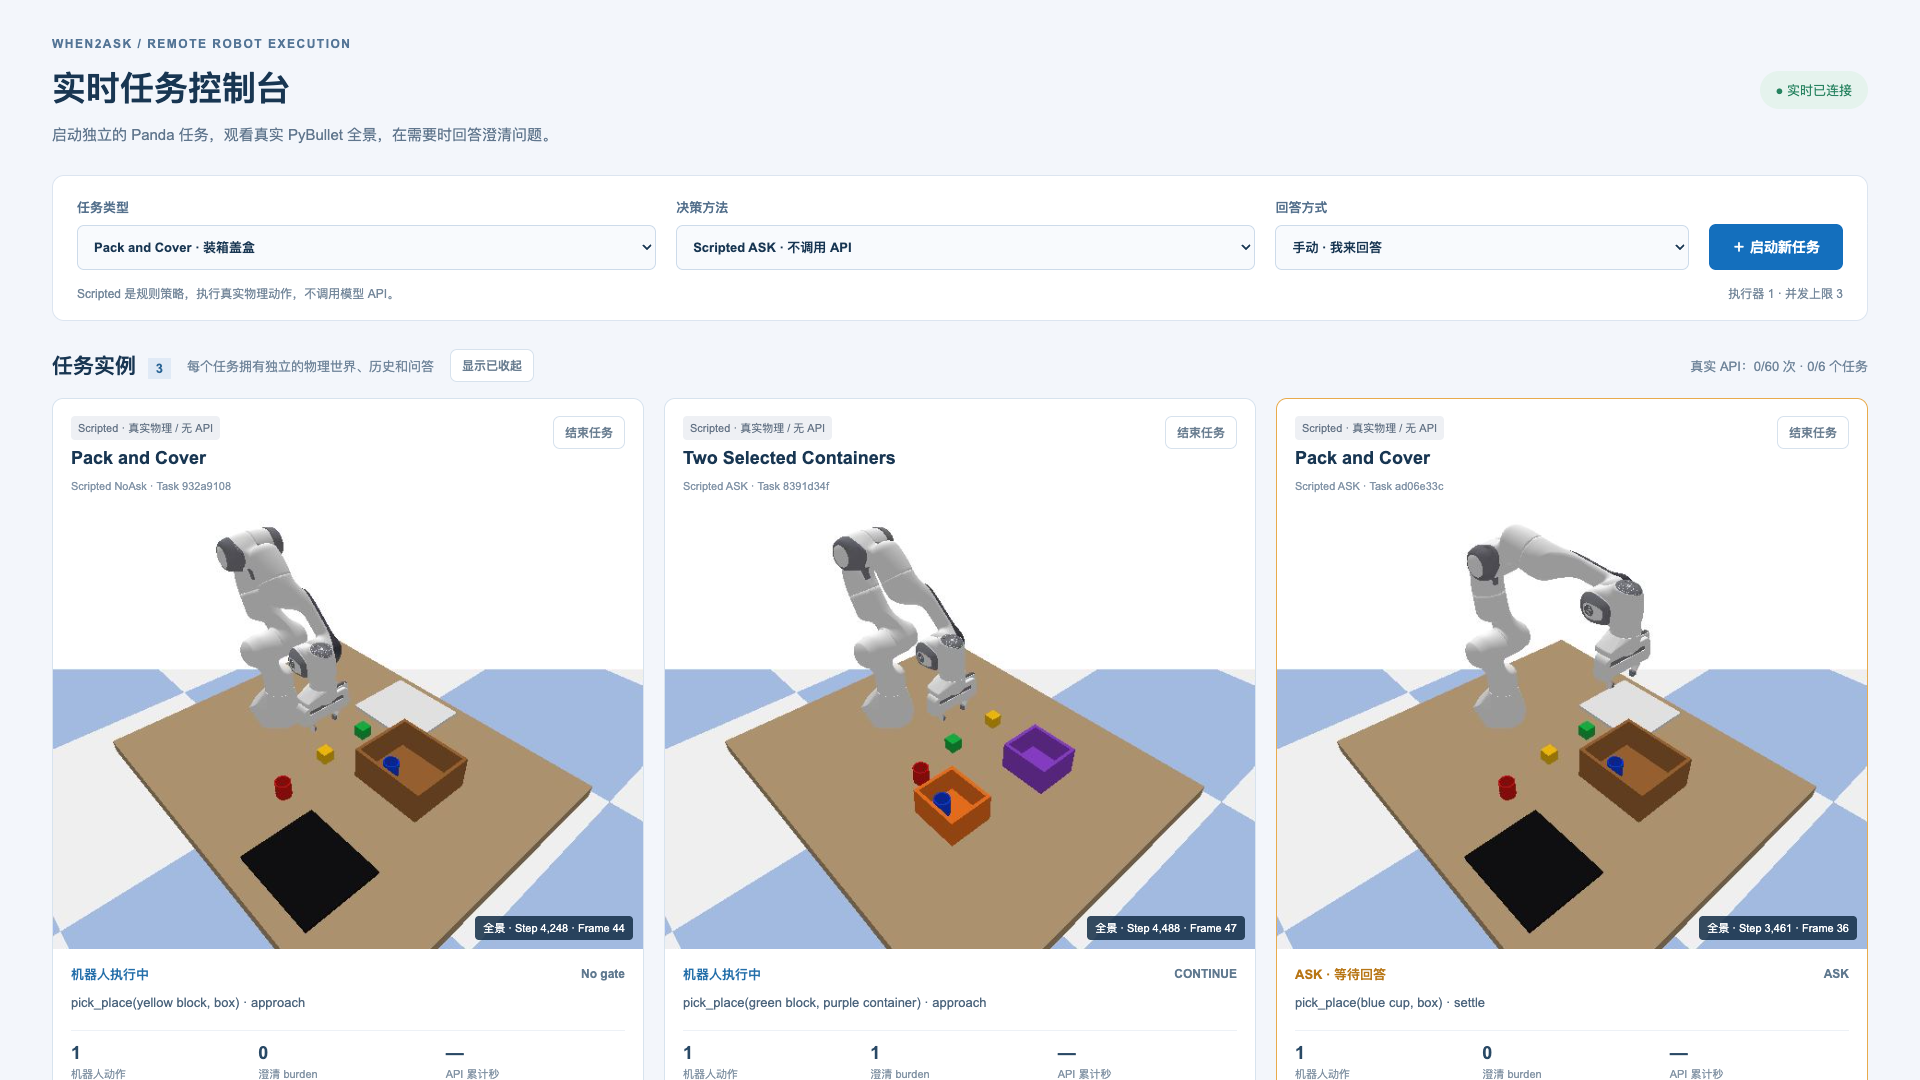 WHEN2ASK / REMOTE ROBOT EXECUTION
实时任务控制台
● 实时已连接
启动独立的 Panda 任务，观看真实 PyBullet 全景，在需要时回答澄清问题。
任务类型
决策方法
回答方式
Pack and Cover · 装箱盖盒
Scripted ASK · 不调用 API
手动 · 我来回答
＋ 启动新任务
Scripted 是规则策略，执行真实物理动作，不调用模型 API。
执行器 1 · 并发上限 3
任务实例 3 每个任务拥有独立的物理世界、历史和问答 显示已收起
真实 API：0/60 次 · 0/6 个任务
Scripted · 真实物理 / 无 API
结束任务
Pack and Cover
Scripted NoAsk · Task 932a9108
全景 · Step 4,248 · Frame 44
机器人执行中
No gate
pick_place(yellow block, box) · approach
1
0
—
机器人动作
澄清 burden
API 累计秒
Scripted · 真实物理 / 无 API
结束任务
Two Selected Containers
Scripted ASK · Task 8391d34f
全景 · Step 4,488 · Frame 47
机器人执行中
CONTINUE
pick_place(green block, purple container) · approach
1
1
—
机器人动作
澄清 burden
API 累计秒
Scripted · 真实物理 / 无 API
结束任务
Pack and Cover
Scripted ASK · Task ad06e33c
全景 · Step 3,461 · Frame 36
ASK · 等待回答
ASK
pick_place(blue cup, box) · settle
1
0
—
机器人动作
澄清 burden
API 累计秒